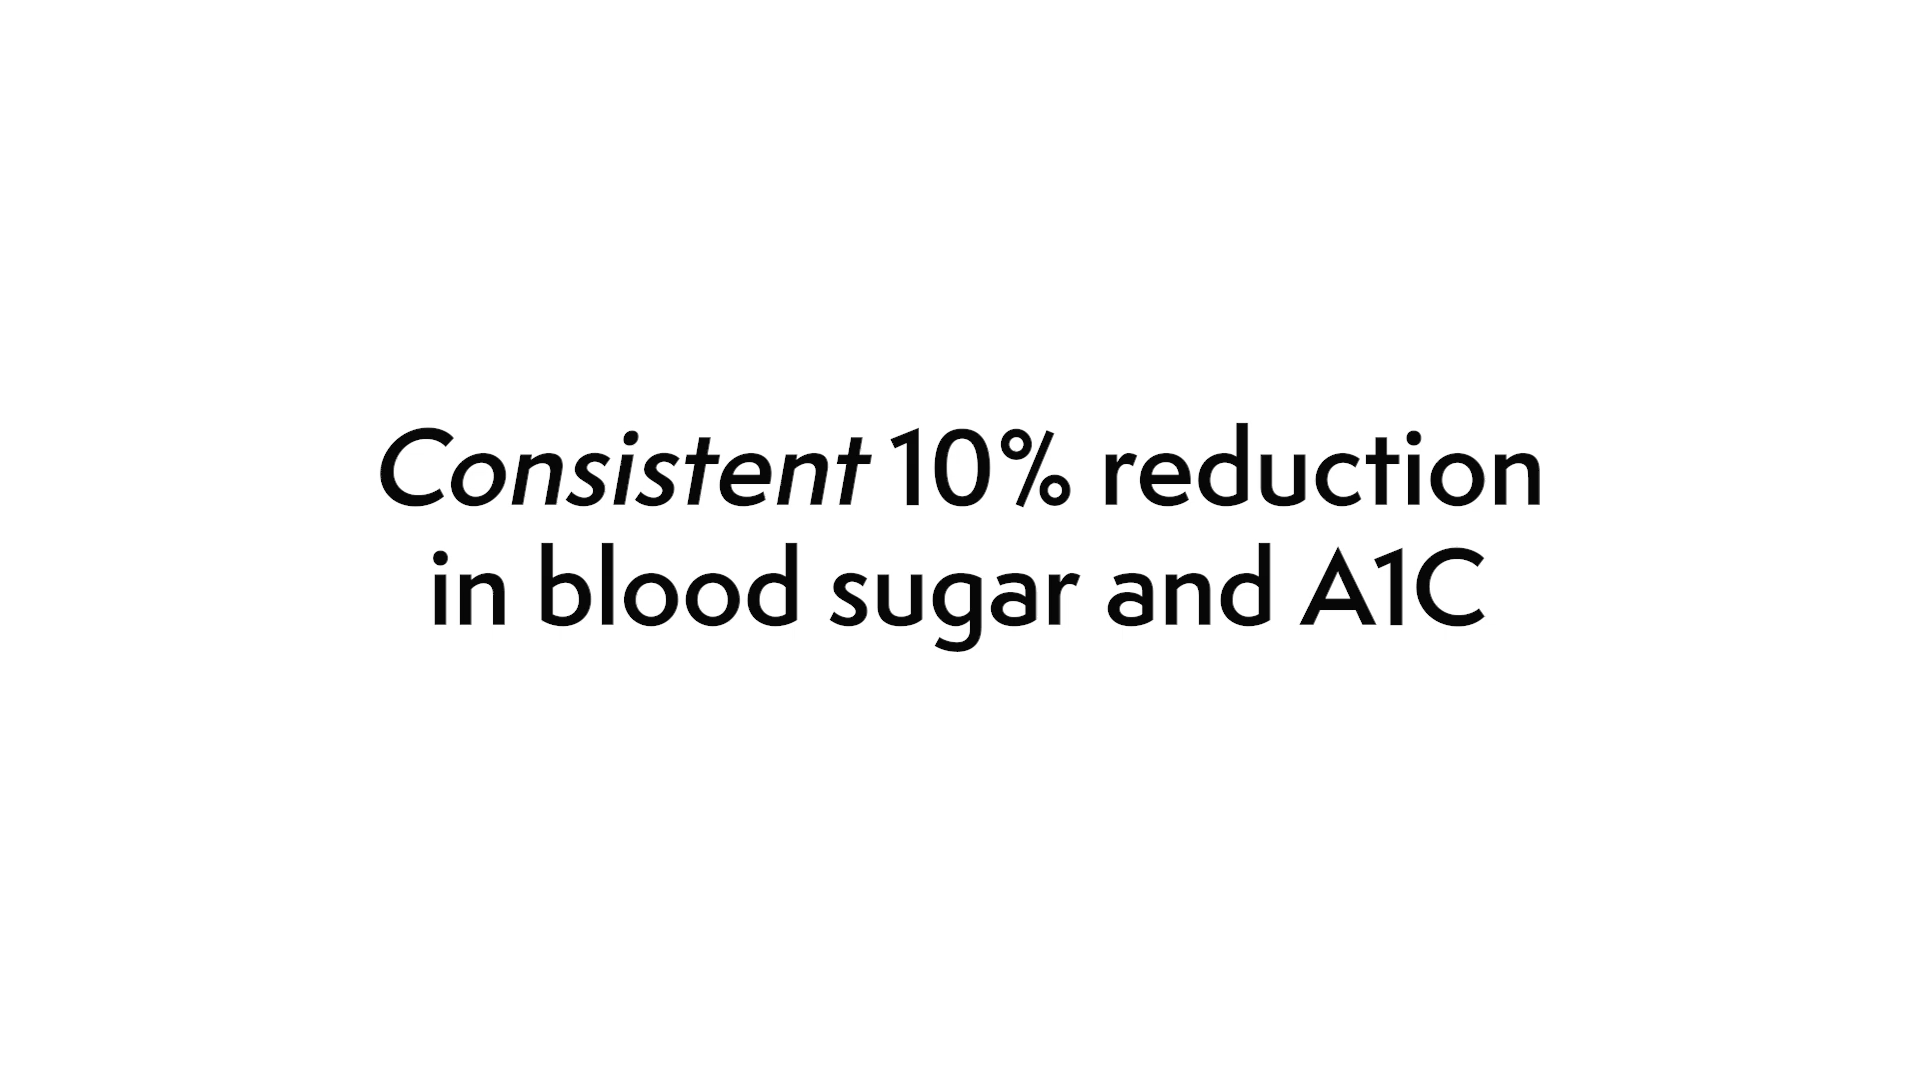 Consistent 10% reduction
in blood sugar and A1C